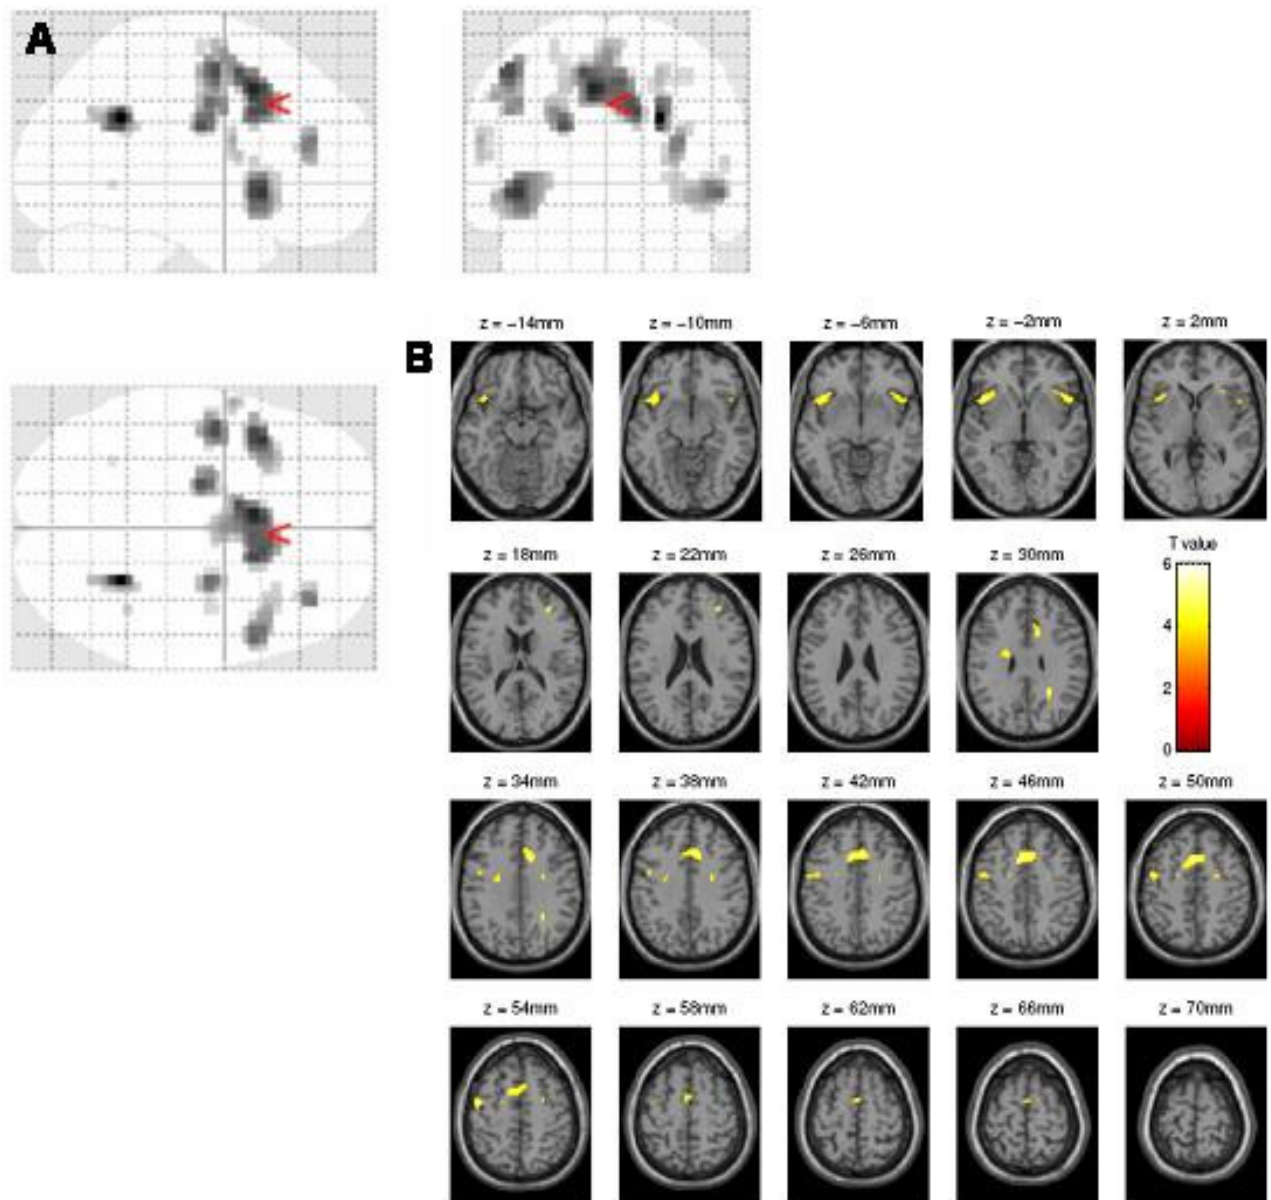 A
B
z = −14mm
z = −10mm
z = −6mm
z = −2mm
z = 2mm
z = 18mm
z = 22mm
z = 26mm
z = 30mm
T value
6
4
2
0
z = 34mm
z = 38mm
z = 42mm
z = 46mm
z = 50mm
z = 54mm
z = 58mm
z = 62mm
z = 66mm
z = 70mm